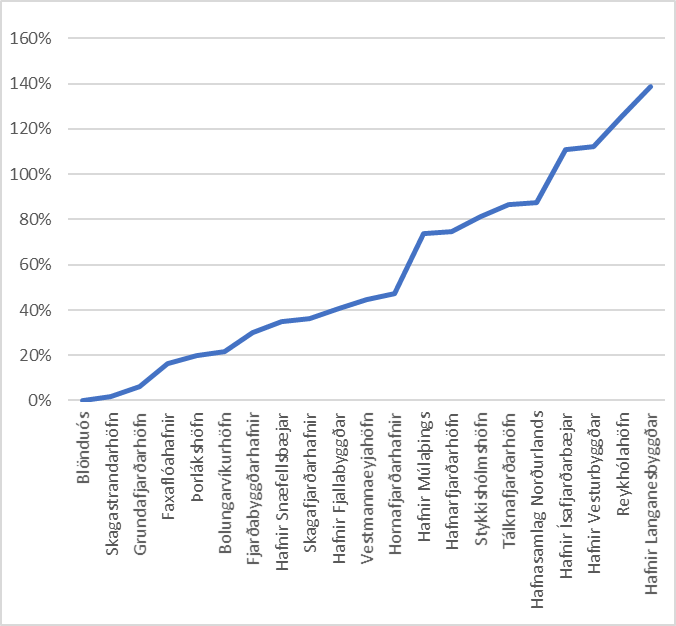 160%
140%
120%
100%
80%
60%
40%
20%
0%
Blönduós
Skagastrandarhöfn
Grundafjarðarhöfn
Faxaflóahafnir
Þorlákshöfn
Bolungarvíkurhöfn
Fjarðabyggðarhafnir
Hafnir Snæfellsbæjar
Skagafjarðarhafnir
Hafnir Fjallabyggðar
Vestmannaeyjahöfn
Hornafjarðarhafnir
Hafnir Múlaþings
Hafnarfjarðarhöfn
Stykkishólmshöfn
Tálknafjarðarhöfn
Hafnasamlag Norðurlands
Hafnir Ísafjarðarbæjar
Hafnir Vesturbyggðar
Reykhólahöfn
Hafnir Langanesbyggðar